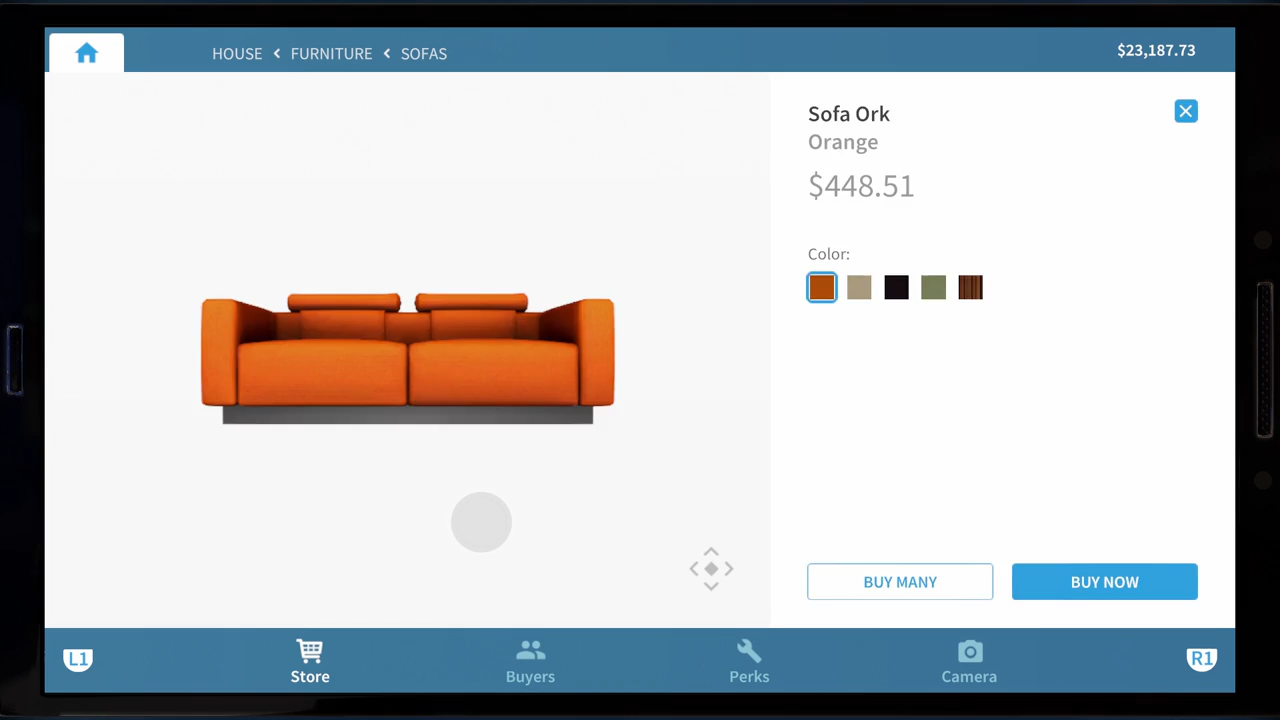 HOUSE FURNITURE SOFAS
$23,187.73
Sofa Ork
Orange
$448.51
Color:
BUY MANY
BUY NOW
L1
Store
Buyers
Perks
Camera
R1